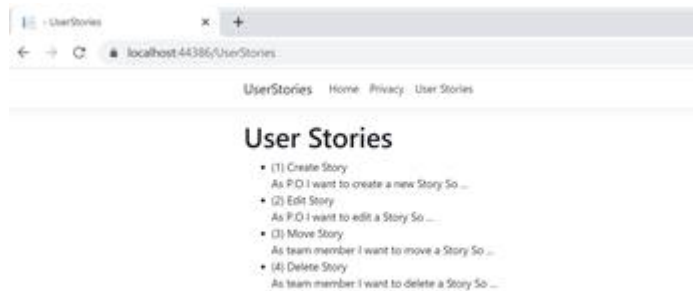 - UserStories
localhost:44386/UserStories
UserStories Home Privacy User Stories
User Stories
(1) Create Story
As P.O I want to create a new Story So ...
(2) Edit Story
As P.O I want to edit a Story So ...
(3) Move Story
As team member I want to move a Story So ...
(4) Delete Story
As team member I want to delete a Story So ...